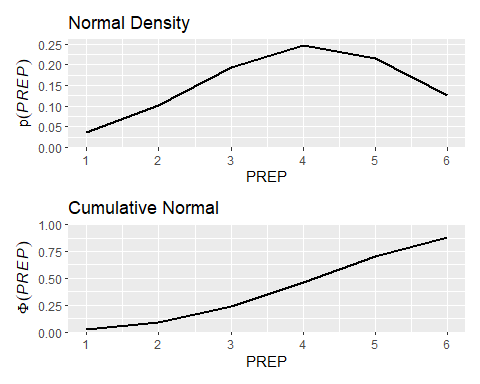 Normal Density
p(PREP)
0.25
0.20
0.15
0.10
0.05
0.00
1 2 3 4 5 6
PREP
Cumulative Normal
Φ(PREP)
1.00
0.75
0.50
0.25
0.00
1 2 3 4 5 6
PREP